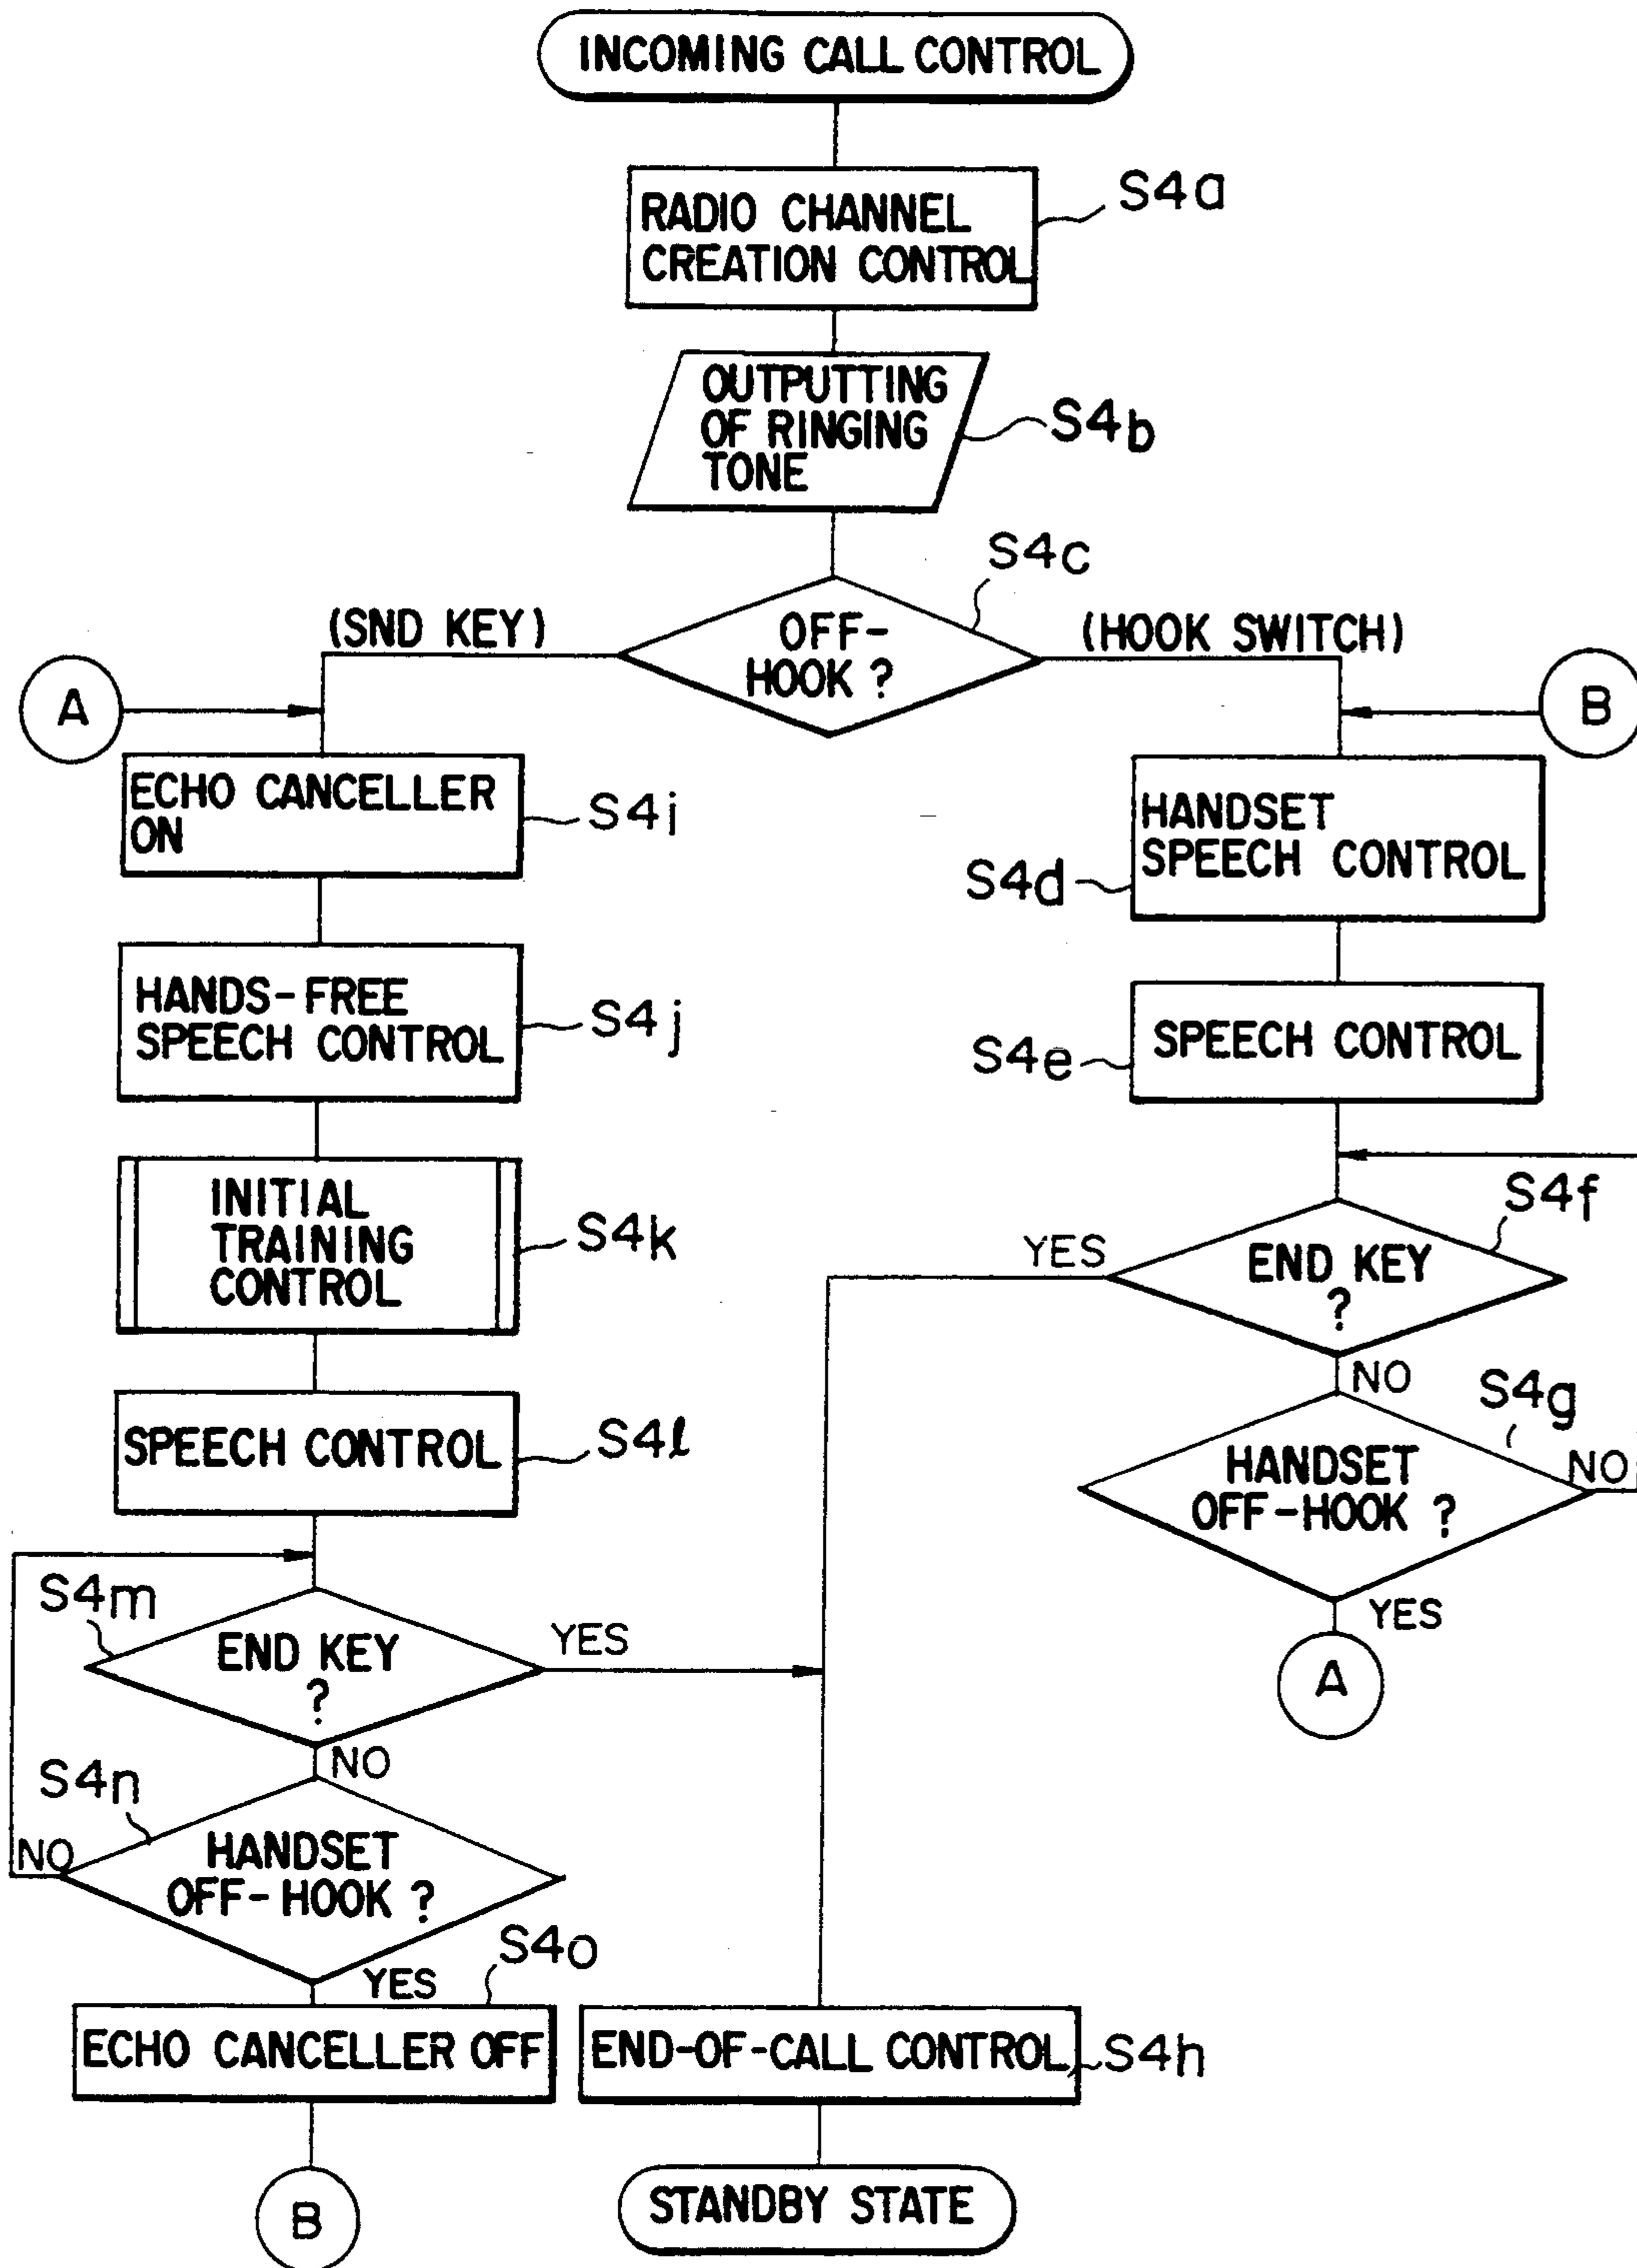 INCOMING CALL CONTROL
RADIO CHANNEL
CREATION CONTROL
S4a
OUTPUTTING
OF RINGING
TONE
S4b
S4c
(SND KEY)
OFF-
HOOK ?
(HOOK SWITCH)
A
B
ECHO CANCELLER
ON
S4i
HANDSET
SPEECH CONTROL
S4d
HANDS-FREE
SPEECH CONTROL
S4j
SPEECH CONTROL
S4e
INITIAL
TRAINING
CONTROL
S4k
S4f
YES
END KEY
?
NO
SPEECH CONTROL
S4l
S4g
HANDSET
OFF-HOOK ?
NO
YES
A
S4m
END KEY
?
YES
NO
S4n
NO
HANDSET
OFF-HOOK ?
YES
S4o
ECHO CANCELLER OFF
END-OF-CALL CONTROL
S4h
B
STANDBY STATE